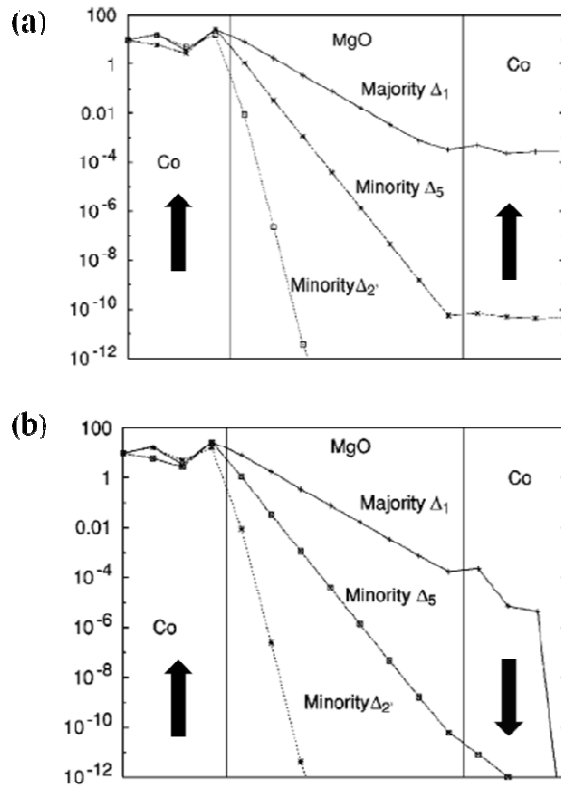 (a)
100
1
0.01
10⁻⁴
10⁻⁶
10⁻⁸
10⁻¹⁰
10⁻¹²
Co
MgO
Majority Δ₁
Minority Δ₅
Minority Δ₂'
Co
(b)
100
1
0.01
10⁻⁴
10⁻⁶
10⁻⁸
10⁻¹⁰
10⁻¹²
Co
MgO
Majority Δ₁
Minority Δ₅
Minority Δ₂'
Co